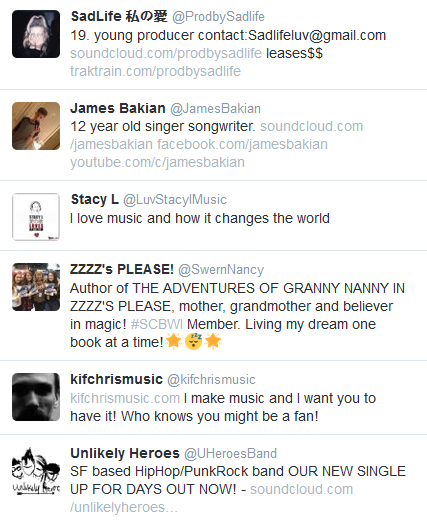 SadLife 私の愛 @ProdbySadlife
19. young producer contact:Sadlifeluv@gmail.com
soundcloud.com/prodbysadlife leases$$
traktrain.com/prodbysadlife
James Bakian @JamesBakian
12 year old singer songwriter. soundcloud.com
/jamesbakian facebook.com/jamesbakian
youtube.com/c/jamesbakian
Stacy L @LuvStacylMusic
I love music and how it changes the world
ZZZZ's PLEASE! @SwernNancy
Author of THE ADVENTURES OF GRANNY NANNY IN
ZZZZ'S PLEASE, mother, grandmother and believer
in magic! #SCBWI Member. Living my dream one
book at a time!🌟😴🌟
kifchrismusic @kifchrismusic
kifchrismusic.com I make music and I want you to
have it! Who knows you might be a fan!
Unlikely Heroes @UHeroesBand
SF based HipHop/PunkRock band OUR NEW SINGLE
UP FOR DAYS OUT NOW! - soundcloud.com
/unlikelyheroes…